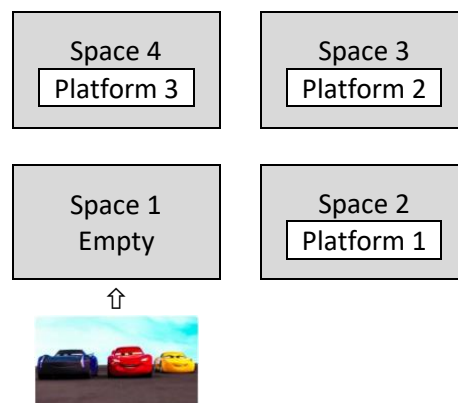 Space 4
Platform 3
Space 3
Platform 2
Space 1
Empty
Space 2
Platform 1